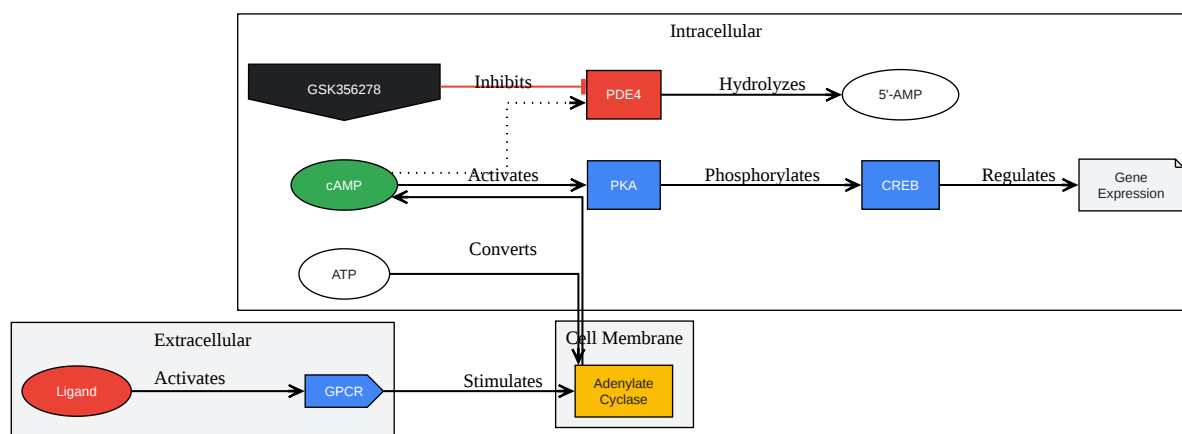 Intracellular
GSK356278
Inhibits
PDE4
Hydrolyzes
5'-AMP
cAMP
Activates
PKA
Phosphorylates
CREB
Regulates
Gene
Expression
Converts
ATP
Extracellular
Cell Membrane
Ligand
Activates
GPCR
Stimulates
Adenylate
Cyclase